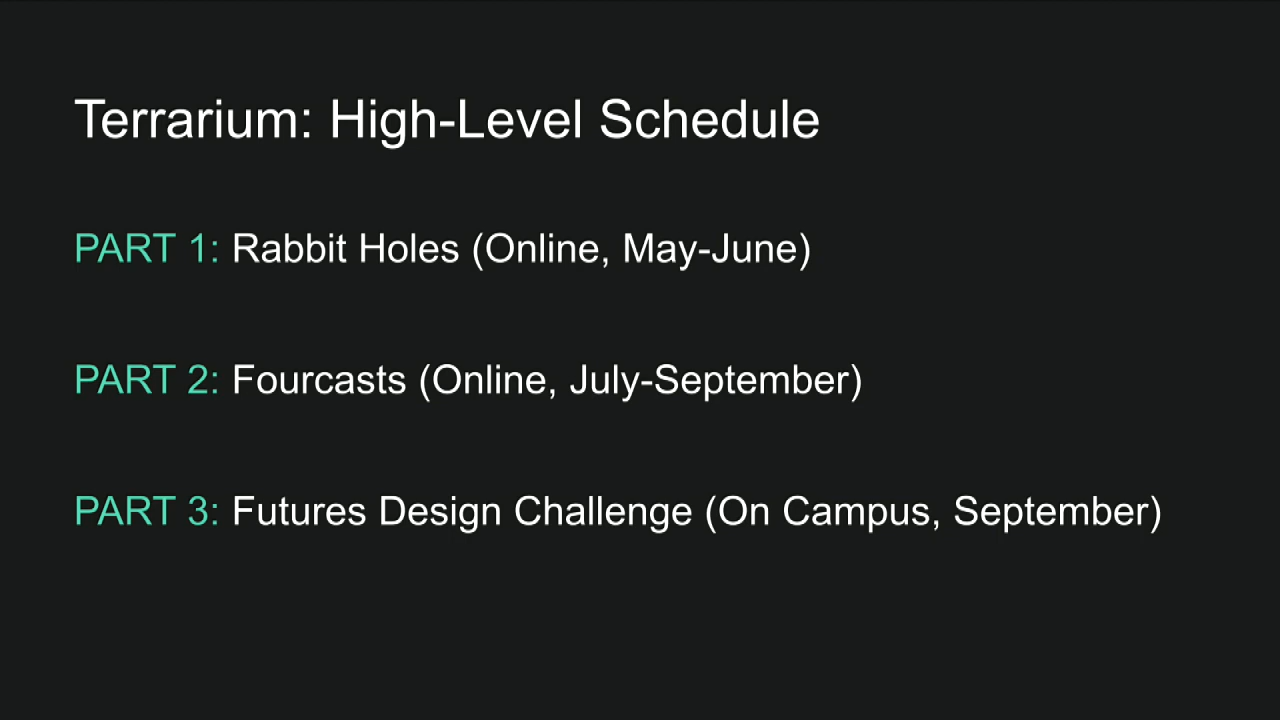 Terrarium: High-Level Schedule
PART 1: Rabbit Holes (Online, May-June)
PART 2: Fourcasts (Online, July-September)
PART 3: Futures Design Challenge (On Campus, September)